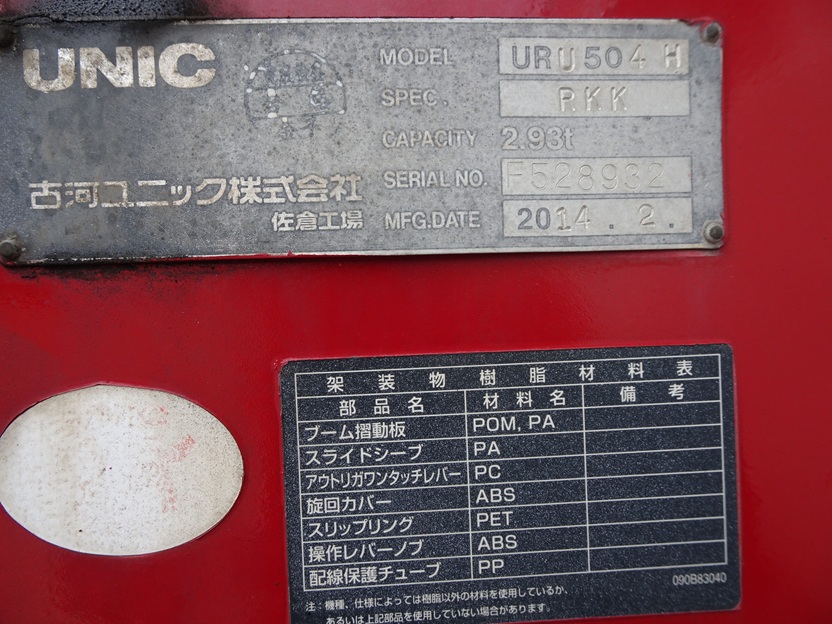 UNIC
MODEL URU504H
SPEC. RKK
CAPACITY 2.93t
古河ユニック株式会社 SERIAL NO. F528932
佐倉工場 MFG.DATE 2014.2.
架装物樹脂材料表
部品名 材料名 備考
ブーム摺動板 POM, PA
スライドシーブ PA
アウトリガワンタッチレバー PC
旋回カバー ABS
スリップリング PET
操作レバーノブ ABS
配線保護チューブ PP
注：機種、仕様によっては樹脂以外の材料を使用しているか、 090B83040
あるいは上記部品を使用していない場合があります。